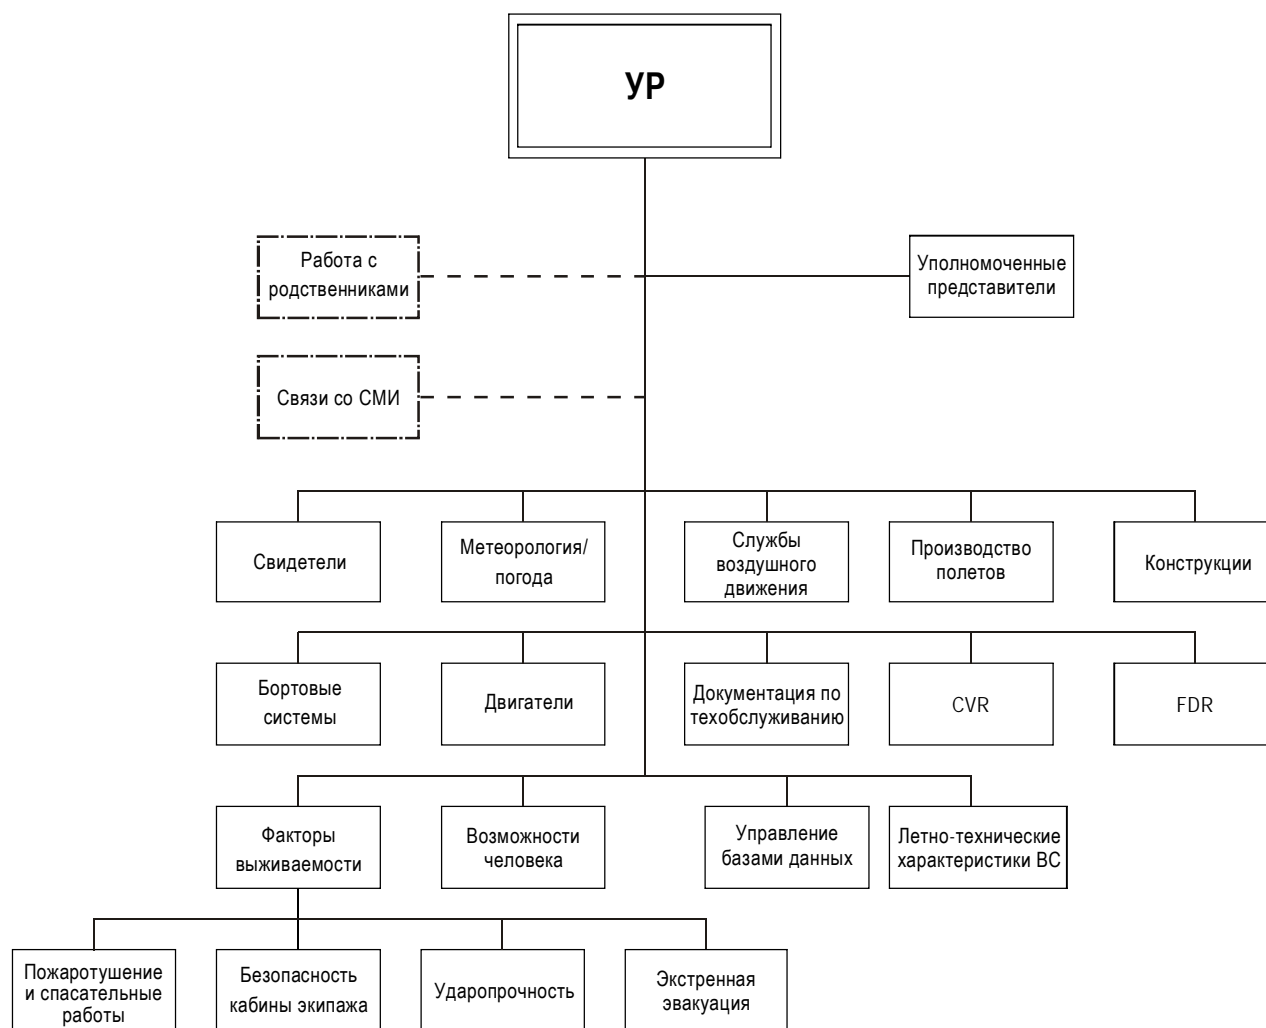 УР
Работа с
родственниками
Уполномоченные
представители
Связи со СМИ
Свидетели
Метеорология/
погода
Службы
воздушного
движения
Производство
полетов
Конструкции
Бортовые
системы
Двигатели
Документация по
техобслуживанию
CVR
FDR
Факторы
выживаемости
Возможности
человека
Управление
базами данных
Летно-технические
характеристики ВС
Пожаротушение
и спасательные
работы
Безопасность
кабины экипажа
Ударопрочность
Экстренная
эвакуация